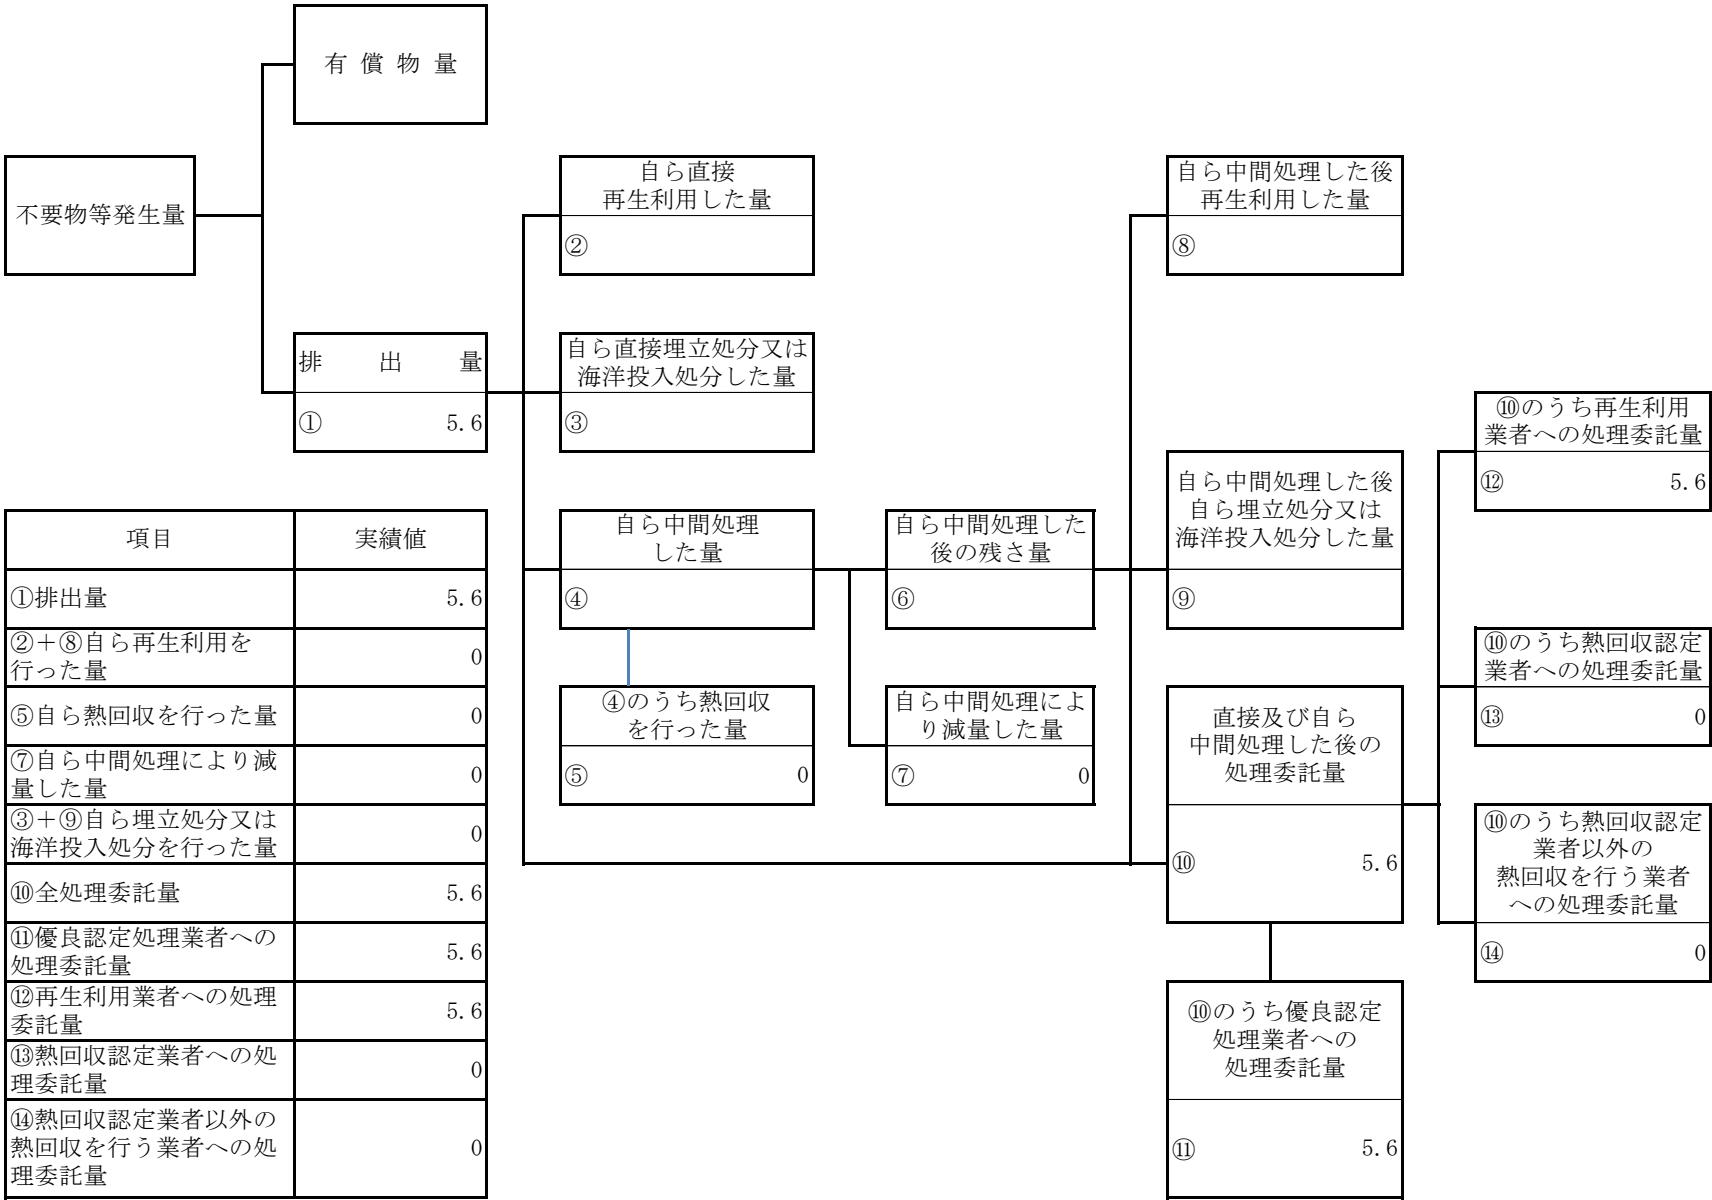 有償物量
不要物等発生量
自ら直接
再生利用した量
②
自ら中間処理した後
再生利用した量
⑧
排出量
① 5.6
自ら直接埋立処分又は
海洋投入処分した量
③
⑩のうち再生利用
業者への処理委託量
⑫ 5.6
自ら中間処理した後
自ら埋立処分又は
海洋投入処分した量
⑨
自ら中間処理
した量
④
自ら中間処理した
後の残さ量
⑥
⑩のうち熱回収認定
業者への処理委託量
⑬ 0
④のうち熱回収
を行った量
⑤ 0
自ら中間処理によ
り減量した量
⑦ 0
直接及び自ら
中間処理した後の
処理委託量
⑩ 5.6
⑩のうち熱回収認定
業者以外の
熱回収を行う業者
への処理委託量
⑭ 0
⑩のうち優良認定
処理業者への
処理委託量
⑪ 5.6
項目 実績値
①排出量 5.6
②+⑧自ら再生利用を
行った量 0
⑤自ら熱回収を行った量 0
⑦自ら中間処理により減
量した量 0
③+⑨自ら埋立処分又は
海洋投入処分を行った量 0
⑩全処理委託量 5.6
⑪優良認定処理業者への
処理委託量 5.6
⑫再生利用業者への処理
委託量 5.6
⑬熱回収認定業者への処
理委託量 0
⑭熱回収認定業者以外の
熱回収を行う業者への処
理委託量 0